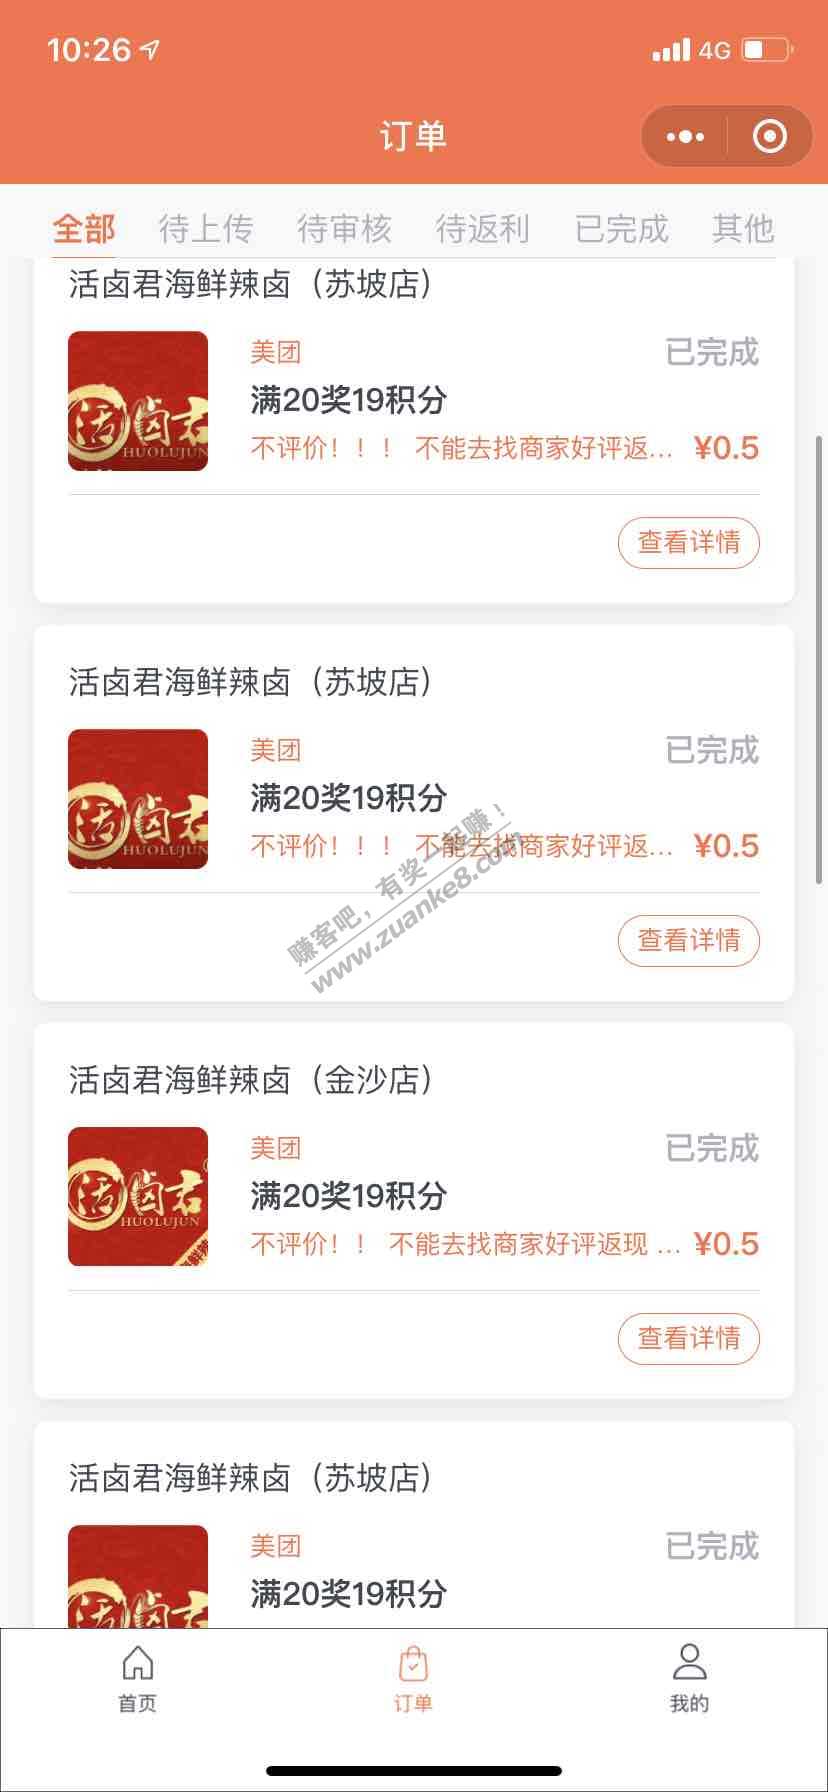 10:26
4G
订单
全部 待上传 待审核 待返利 已完成 其他
活卤君海鲜辣卤（苏坡店）
美团
已完成
满20奖19积分
不评价！！！ 不能去找商家好评返... ¥0.5
活卤君
HUOLUJUN
查看详情
活卤君海鲜辣卤（苏坡店）
美团
已完成
满20奖19积分
不评价！！！ 不能去找商家好评返... ¥0.5
活卤君
HUOLUJUN
赚客吧，有奖一起赚！
www.zuanke8.com
查看详情
活卤君海鲜辣卤（金沙店）
美团
已完成
满20奖19积分
不评价！！ 不能去找商家好评返现 ... ¥0.5
活卤君
HUOLUJUN
海鲜辣
查看详情
活卤君海鲜辣卤（苏坡店）
美团
已完成
满20奖19积分
活卤君
首页
订单
我的